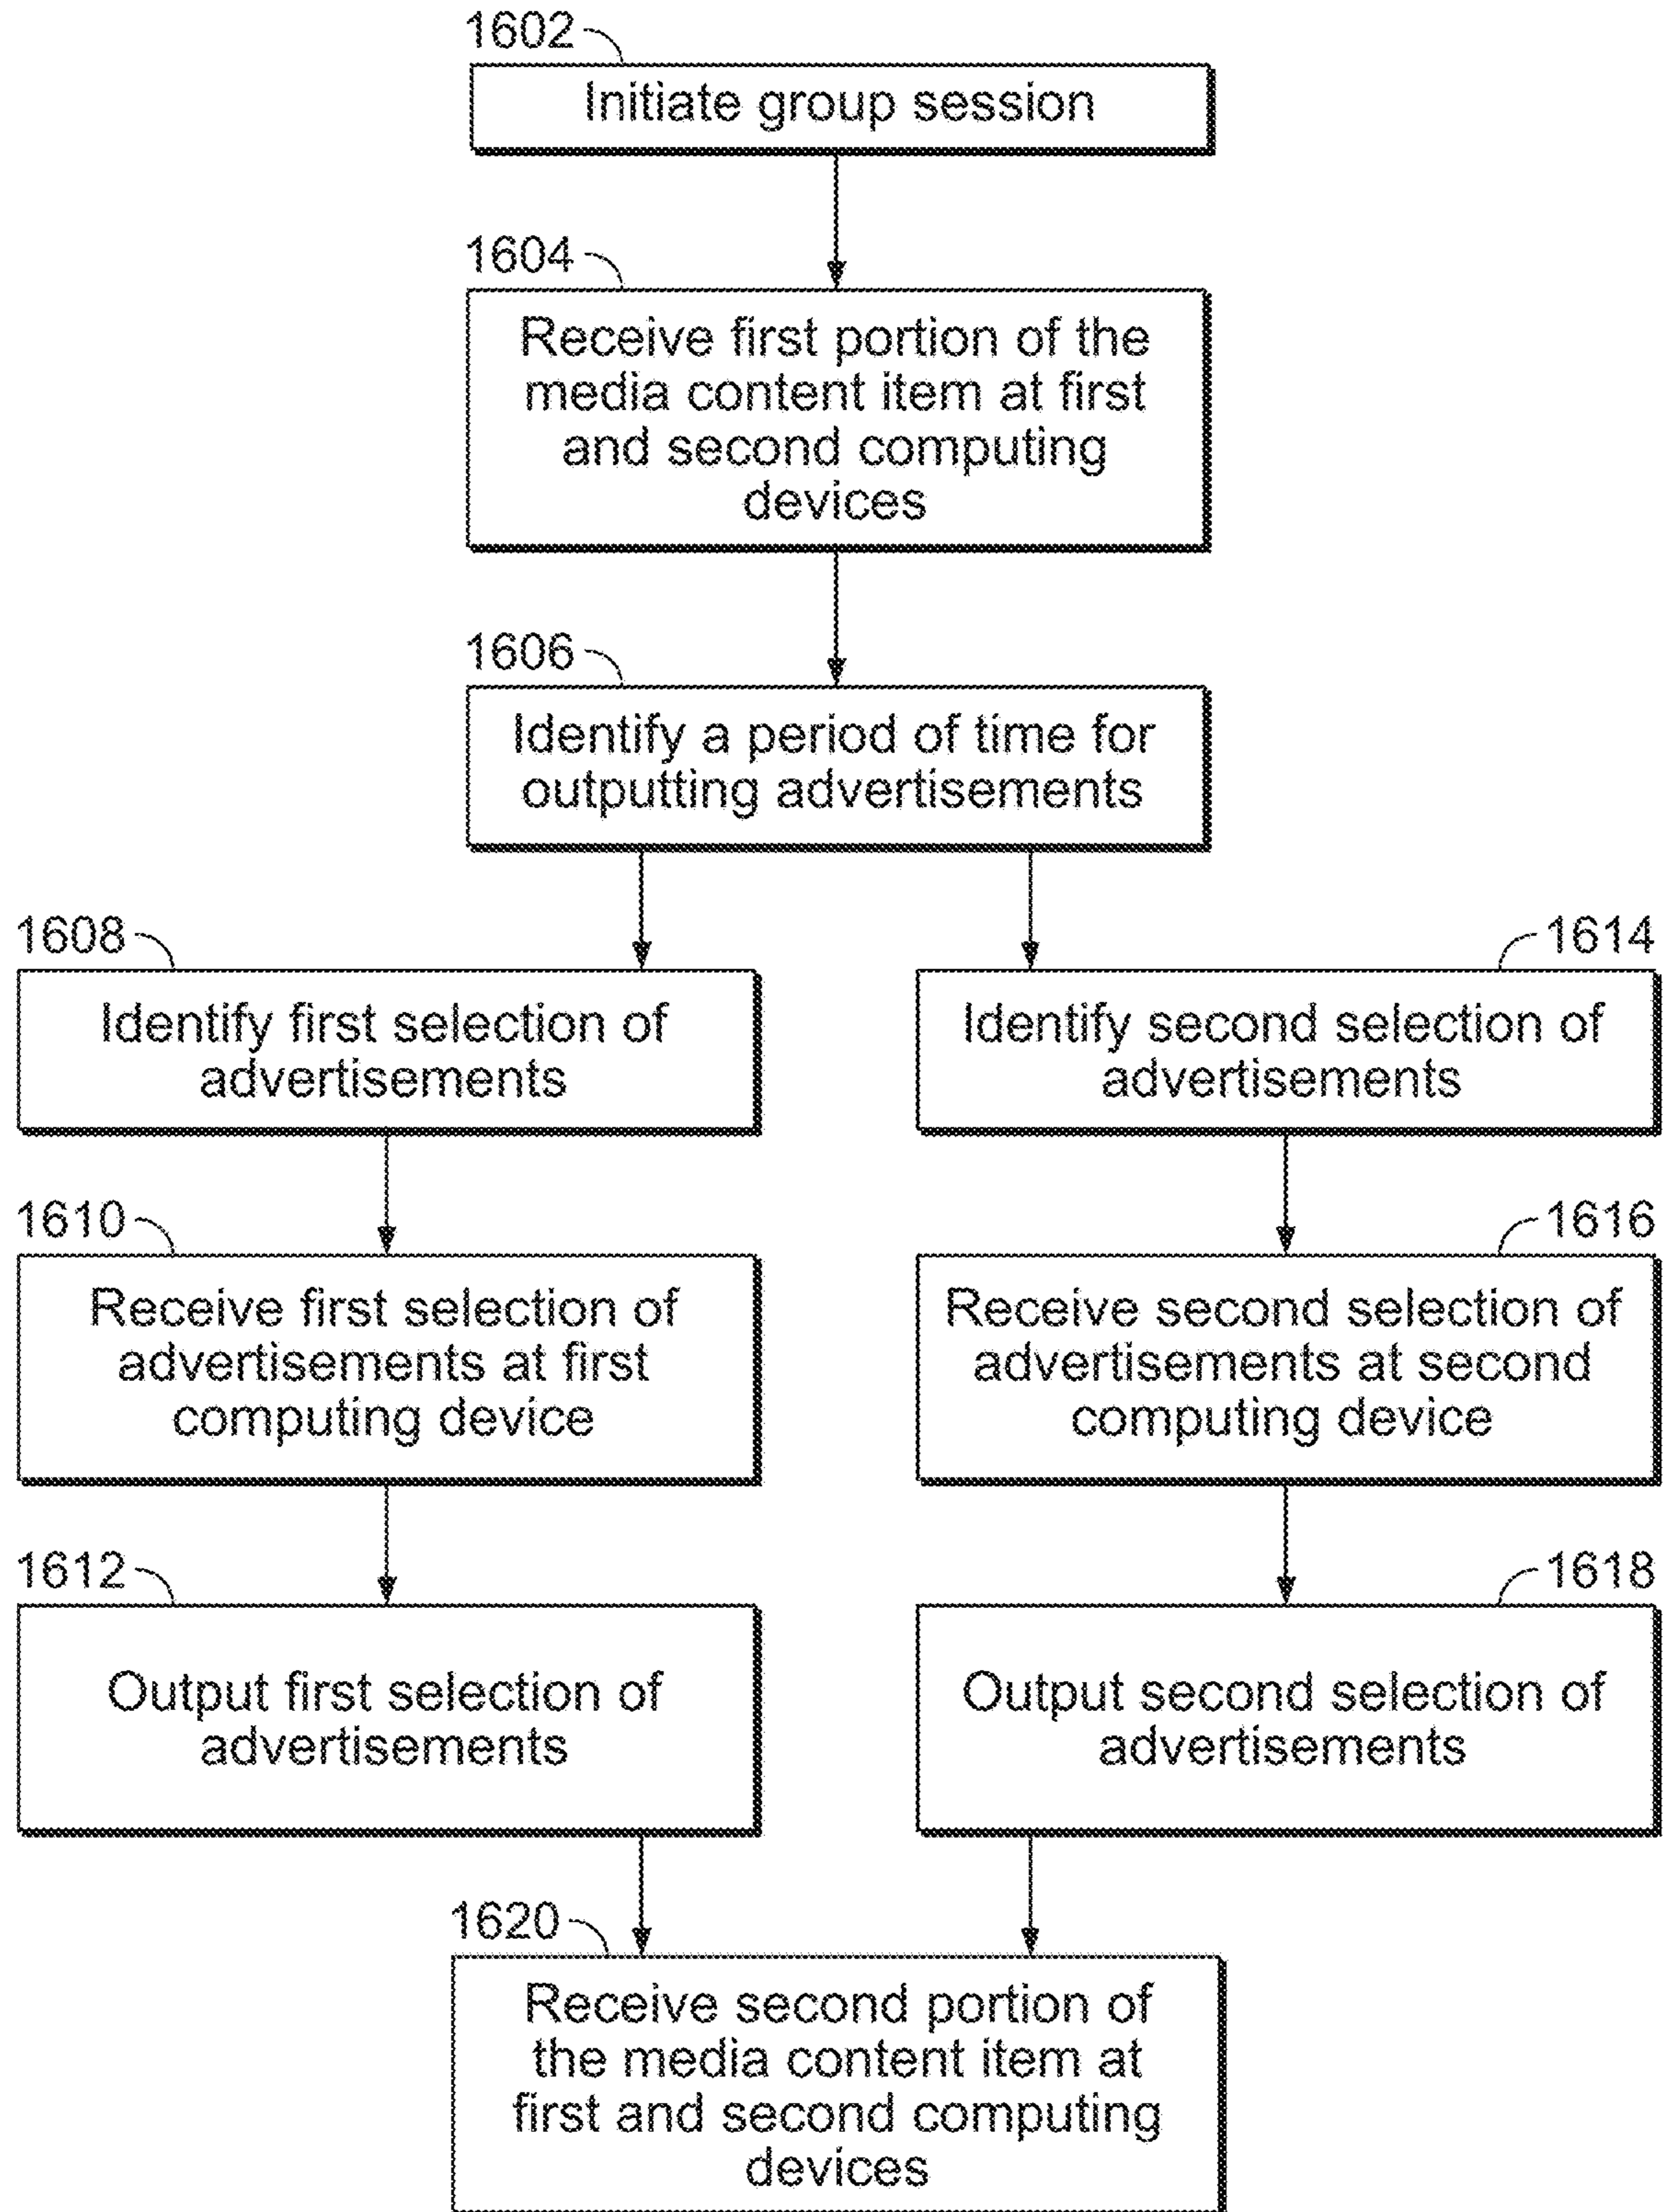 1602
Initiate group session
1604
Receive first portion of the
media content item at first
and second computing
devices
1606
Identify a period of time for
outputting advertisements
1608
Identify first selection of
advertisements
1610
Receive first selection of
advertisements at first
computing device
1612
Output first selection of
advertisements
1614
Identify second selection of
advertisements
1616
Receive second selection of
advertisements at second
computing device
1618
Output second selection of
advertisements
1620
Receive second portion of
the media content item at
first and second computing
devices